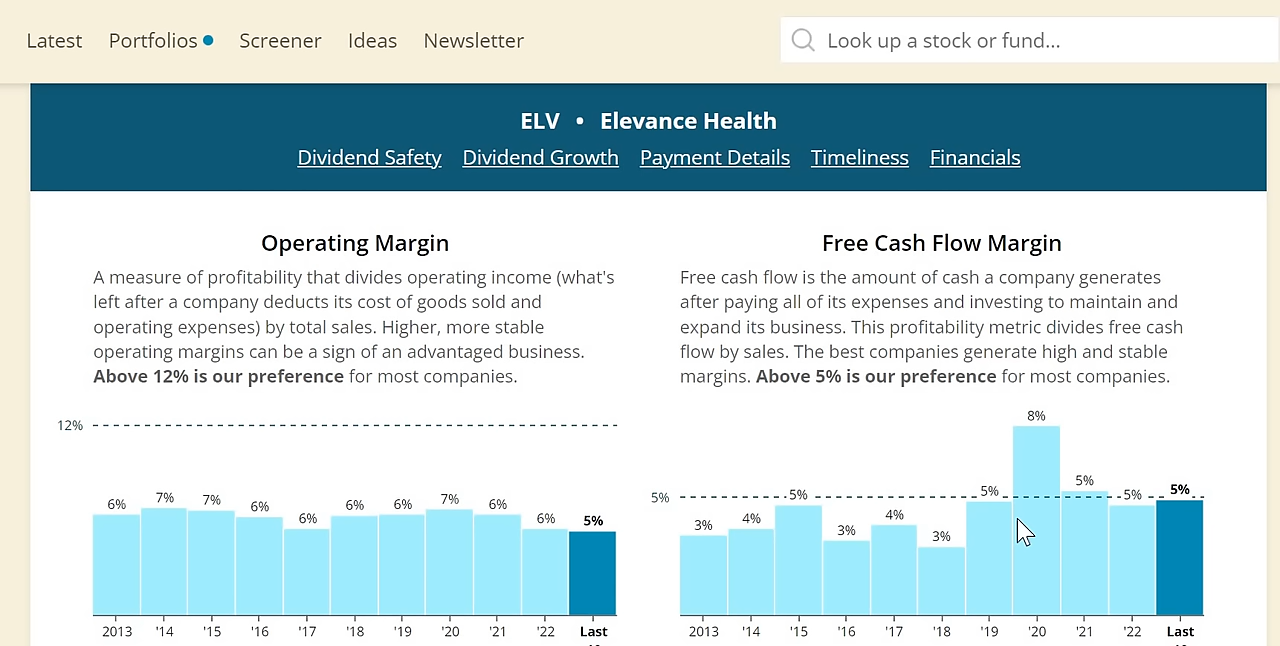 Latest Portfolios Screener Ideas Newsletter Look up a stock or fund...
ELV • Elevance Health
Dividend Safety Dividend Growth Payment Details Timeliness Financials
Operating Margin
A measure of profitability that divides operating income (what's
left after a company deducts its cost of goods sold and
operating expenses) by total sales. Higher, more stable
operating margins can be a sign of an advantaged business.
Above 12% is our preference for most companies.
12%
6% 7% 7% 6% 6% 6% 6% 7% 6% 6% 5%
2013 '14 '15 '16 '17 '18 '19 '20 '21 '22 Last
Free Cash Flow Margin
Free cash flow is the amount of cash a company generates
after paying all of its expenses and investing to maintain and
expand its business. This profitability metric divides free cash
flow by sales. The best companies generate high and stable
margins. Above 5% is our preference for most companies.
5%
3% 4% 5% 3% 4% 3% 5% 8% 5% 5% 5%
2013 '14 '15 '16 '17 '18 '19 '20 '21 '22 Last